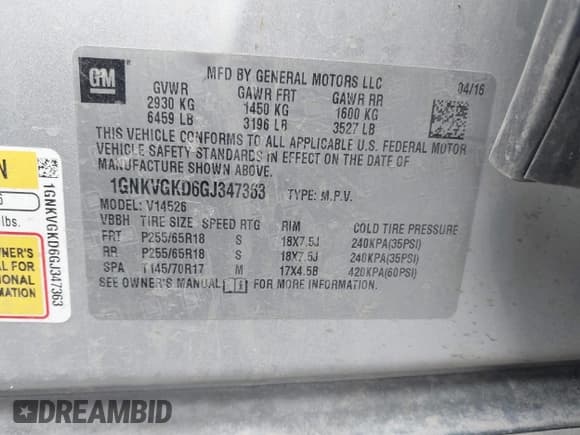 GM
MFD BY GENERAL MOTORS LLC
04/16
GVWR GAWR FRT GAWR RR
2930 KG 1450 KG 1600 KG
6459 LB 3196 LB 3527 LB
THIS VEHICLE CONFORMS TO ALL APPLICABLE U.S. FEDERAL MOTOR
VEHICLE SAFETY STANDARDS IN EFFECT ON THE DATE OF
MANUFACTURE SHOWN ABOVE.
1GNKVGKD6GJ347363 TYPE: M.P.V.
MODEL: V14526
VBBH TIRE SIZE SPEED RTG RIM COLD TIRE PRESSURE
FRT P255/65R18 S 18X7.5J 240KPA(35PSI)
RR P255/65R18 S 18X7.5J 240KPA(35PSI)
SPA T145/70R17 M 17X4.5B 420KPA(60PSI)
SEE OWNER'S MANUAL FOR MORE INFORMATION.
N
lbs.
WNER'S
AL FOR
IONAL
MATION
1GNKVGKD6GJ347363
DREAMBID